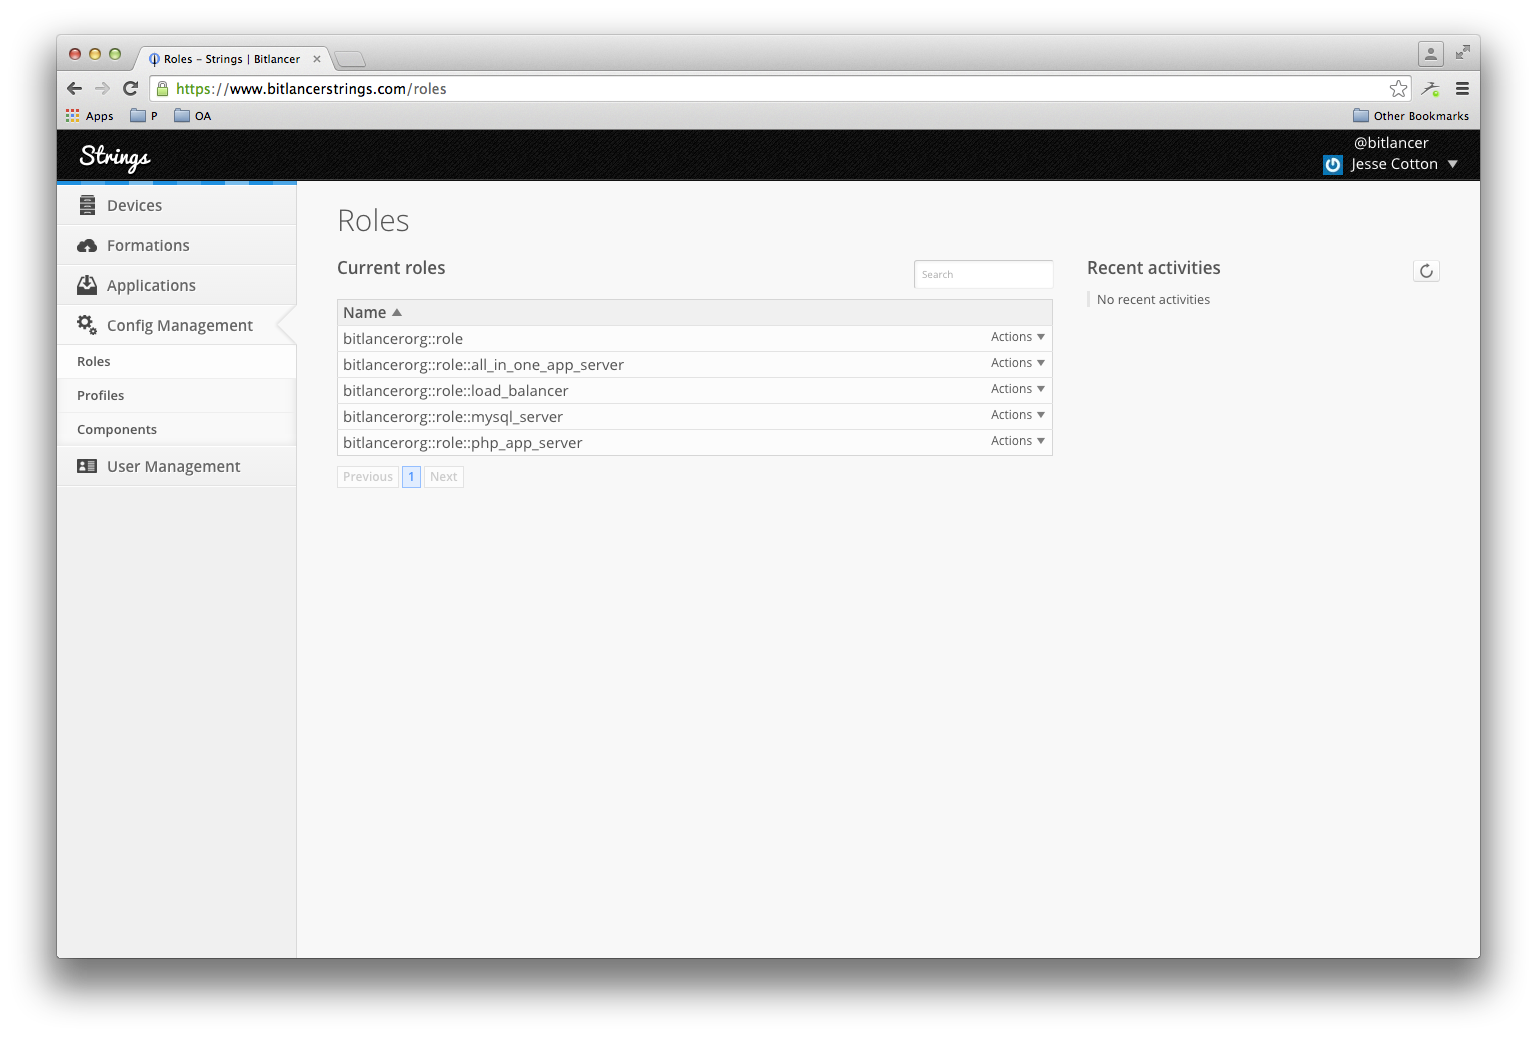 Roles – Strings | Bitlancer
https://www.bitlancerstrings.com/roles
Apps P OA Other Bookmarks
Strings
@bitlancer
Jesse Cotton
Devices
Formations
Applications
Config Management
Roles
Profiles
Components
User Management
Roles
Current roles
Search
Name
bitlancerorg::role Actions
bitlancerorg::role::all_in_one_app_server Actions
bitlancerorg::role::load_balancer Actions
bitlancerorg::role::mysql_server Actions
bitlancerorg::role::php_app_server Actions
Previous 1 Next
Recent activities
No recent activities